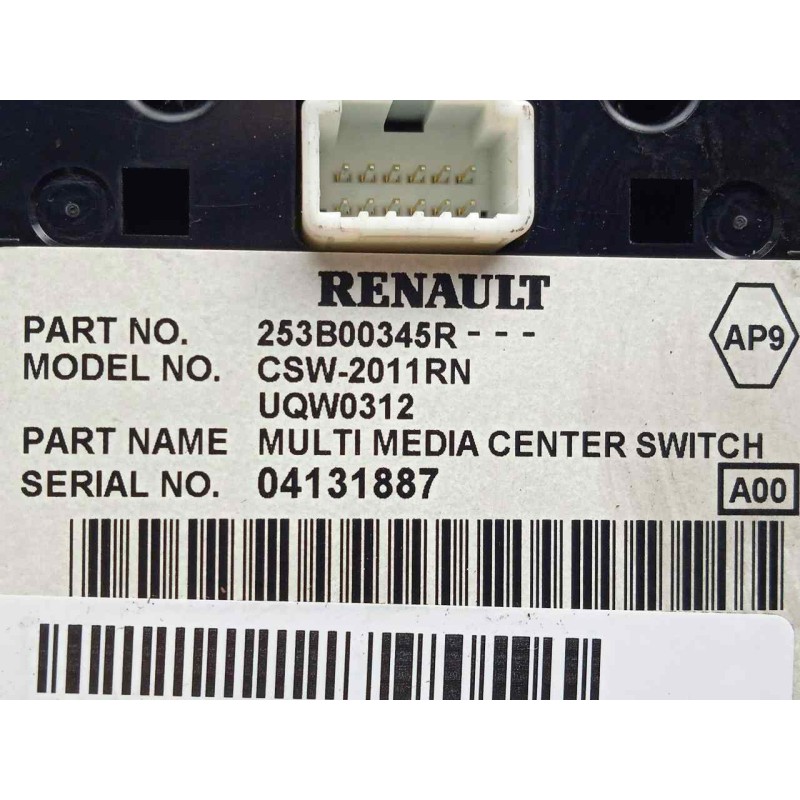 RENAULT
PART NO. 253B00345R - - -
AP9
MODEL NO. CSW-2011RN
UQW0312
PART NAME MULTI MEDIA CENTER SWITCH
SERIAL NO. 04131887
A00